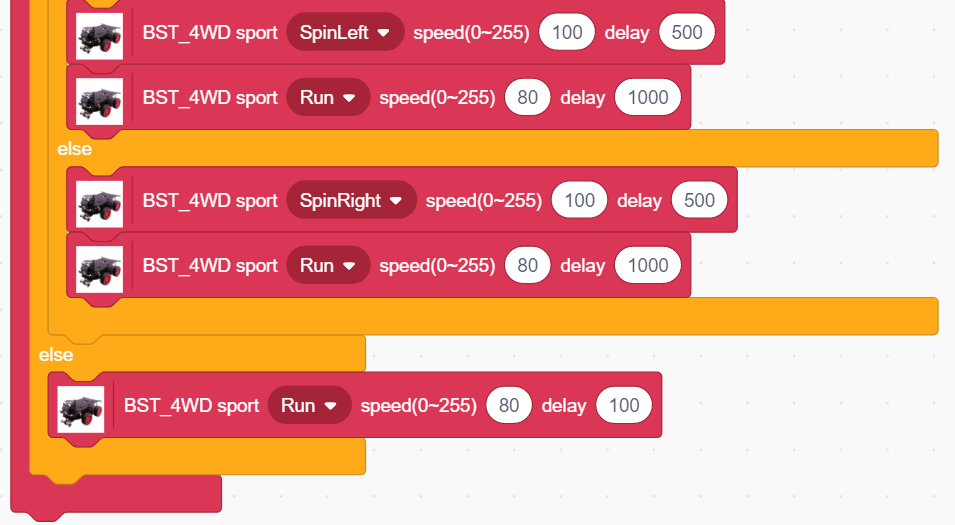 BST_4WD sport SpinLeft speed(0~255) 100 delay 500
BST_4WD sport Run speed(0~255) 80 delay 1000
else
BST_4WD sport SpinRight speed(0~255) 100 delay 500
BST_4WD sport Run speed(0~255) 80 delay 1000
else
BST_4WD sport Run speed(0~255) 80 delay 100